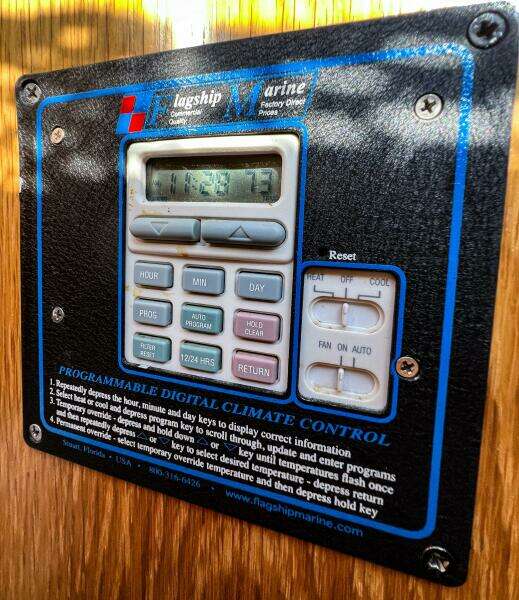 Flagship Marine
Commercial Quality
Factory Direct Prices
11:28 73
Reset
HEAT OFF COOL
HOUR MIN DAY
PROG AUTO PROGRAM HOLD CLEAR
FAN ON AUTO
FILTER RESET 12/24 HRS RETURN
PROGRAMMABLE DIGITAL CLIMATE CONTROL
1. Repeatedly depress the hour, minute and day keys to display correct information
2. Select heat or cool and depress program key to scroll through, update and enter programs
3. Temporary override - depress and hold down △ or ▽ key until temperatures flash once
and then repeatedly depress △ or ▽ key to select desired temperature - depress return
4. Permanent override - select temporary override temperature and then depress hold key
Stuart, Florida • USA • 800-316-6426 • www.flagshipmarine.com